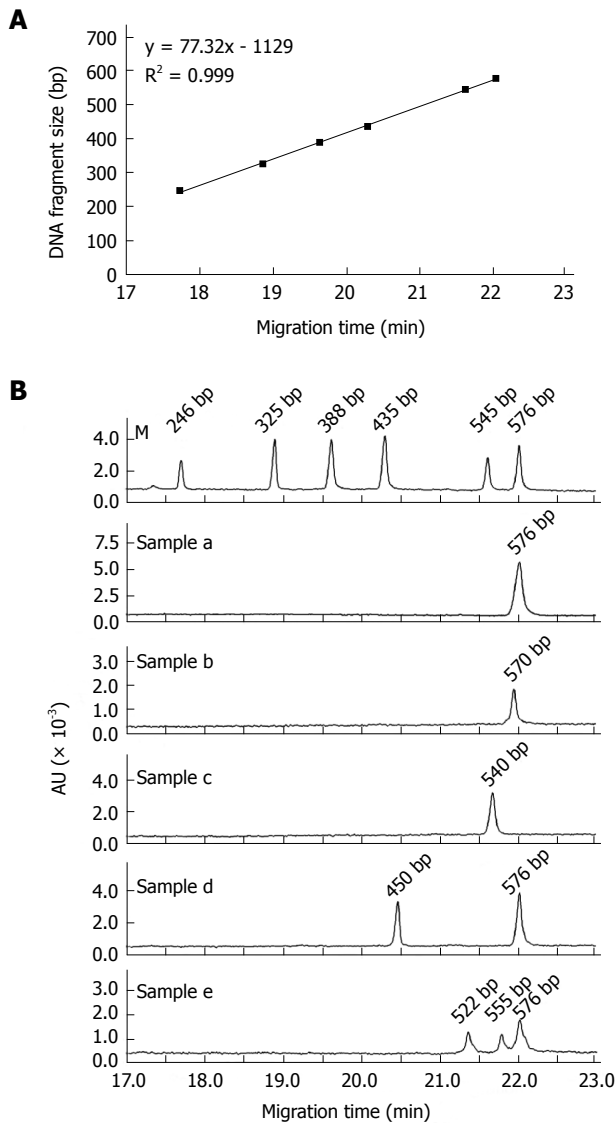 A
y = 77.32x - 1129
R² = 0.999
DNA fragment size (bp)
700
600
500
400
300
200
100
0
17 18 19 20 21 22 23
Migration time (min)
B
246 bp 325 bp 388 bp 435 bp 545 bp 576 bp
M
4.0
2.0
0.0
576 bp
Sample a
7.5
5.0
2.5
0.0
570 bp
Sample b
3.0
2.0
1.0
0.0
AU (× 10⁻³)
540 bp
Sample c
4.0
2.0
0.0
450 bp 576 bp
Sample d
4.0
2.0
0.0
522 bp 555 bp 576 bp
Sample e
3.0
2.0
1.0
0.0
17.0 18.0 19.0 20.0 21.0 22.0 23.0
Migration time (min)